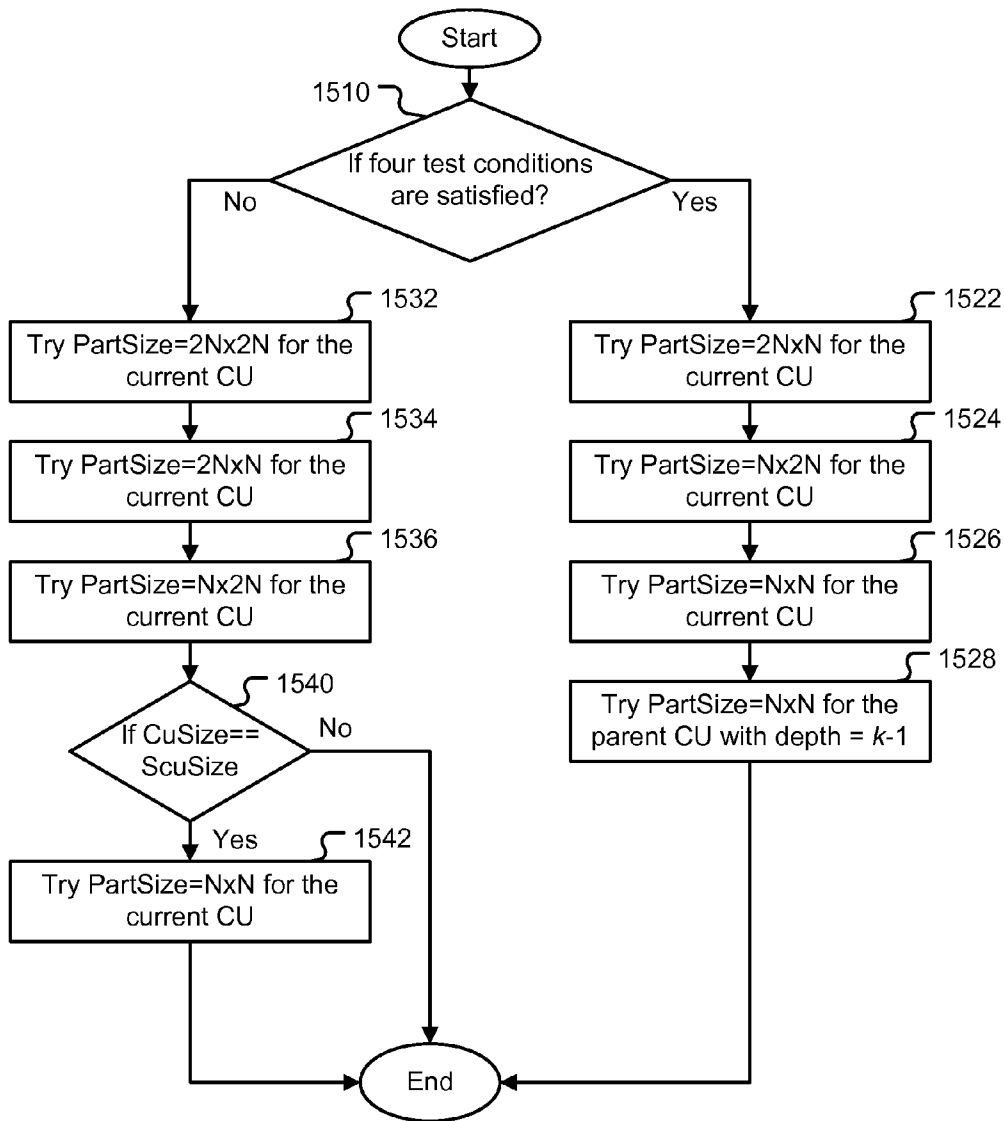 Start
1510
If four test conditions
are satisfied?
No
Yes
1532
Try PartSize=2Nx2N for the
current CU
1534
Try PartSize=2NxN for the
current CU
1536
Try PartSize=Nx2N for the
current CU
1540
If CuSize==
ScuSize
No
Yes
1542
Try PartSize=NxN for the
current CU
1522
Try PartSize=2NxN for the
current CU
1524
Try PartSize=Nx2N for the
current CU
1526
Try PartSize=NxN for the
current CU
1528
Try PartSize=NxN for the
parent CU with depth = k-1
End